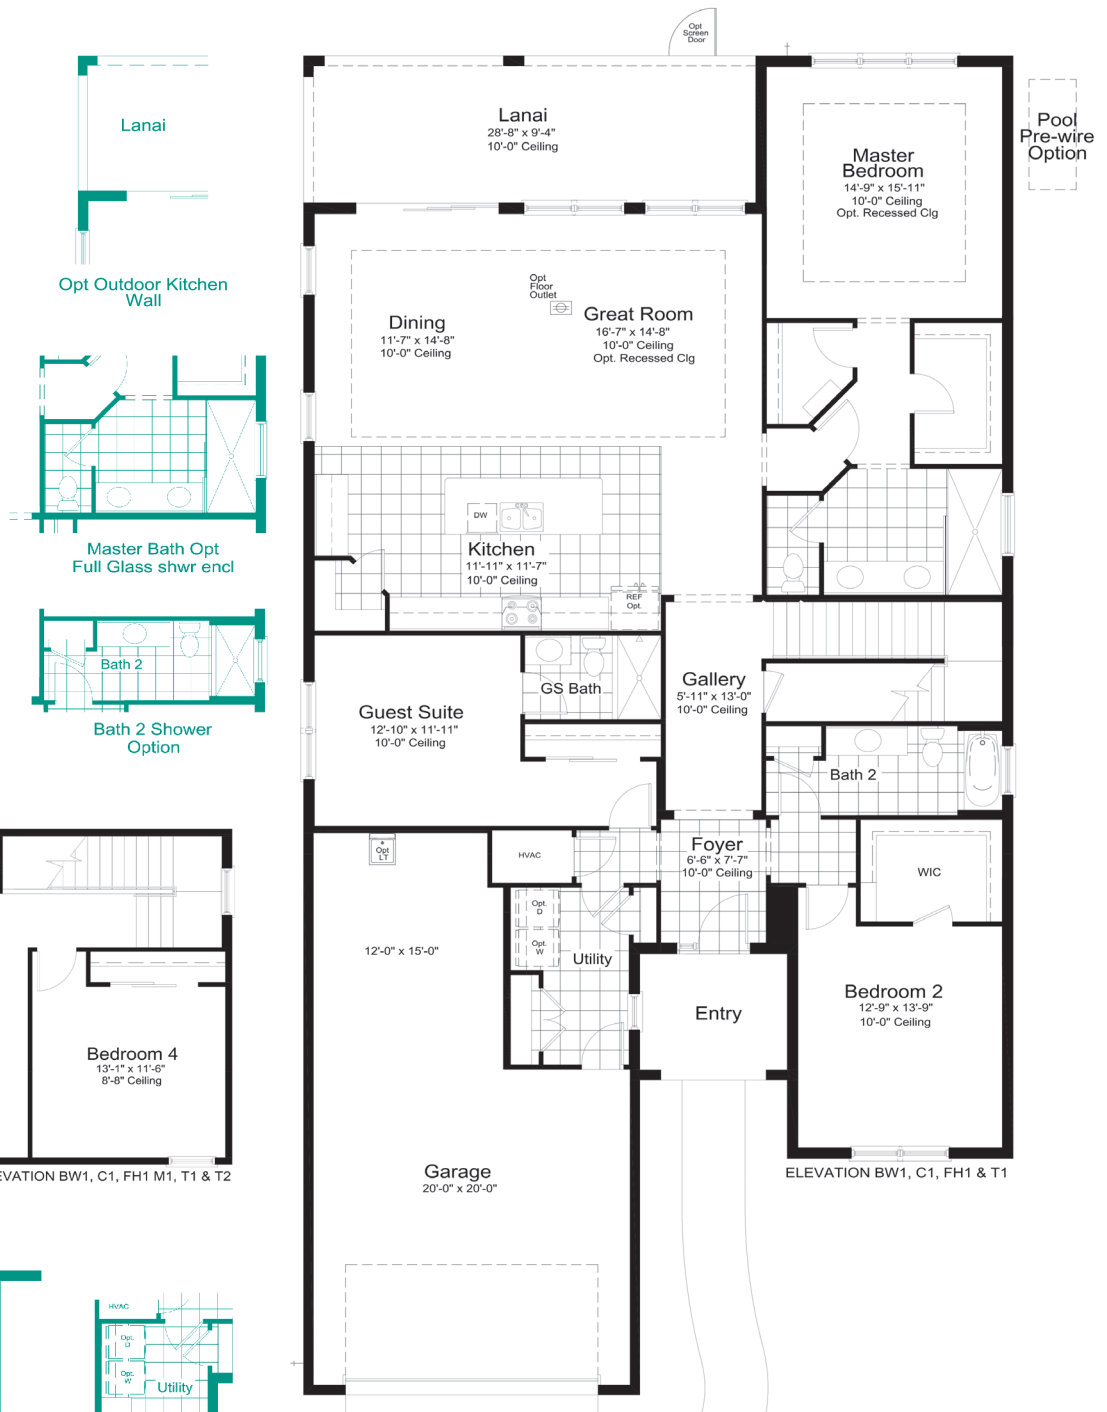 Opt
Screen
Door
Lanai
28'-8" x 9'-4"
10'-0" Ceiling
Master
Bedroom
14'-9" x 15'-11"
10'-0" Ceiling
Opt. Recessed Clg
Pool
Pre-wire
Option
Lanai
Opt Outdoor Kitchen
Wall
Opt
Floor
Outlet
Dining
11'-7" x 14'-8"
10'-0" Ceiling
Great Room
16'-7" x 14'-8"
10'-0" Ceiling
Opt. Recessed Clg
Master Bath Opt
Full Glass shwr encl
DW
Kitchen
11'-11" x 11'-7"
10'-0" Ceiling
REF
Opt.
Bath 2
Bath 2 Shower
Option
GS Bath
Guest Suite
12'-10" x 11'-11"
10'-0" Ceiling
Gallery
5'-11" x 13'-0"
10'-0" Ceiling
Bath 2
Opt
LT
HVAC
Foyer
6'-6" x 7'-7"
10'-0" Ceiling
WIC
Opt.
D
Opt.
W
Utility
12'-0" x 15'-0"
Entry
Bedroom 2
12'-9" x 13'-9"
10'-0" Ceiling
Bedroom 4
13'-1" x 11'-6"
8'-8" Ceiling
EVATION BW1, C1, FH1 M1, T1 & T2
Garage
20'-0" x 20'-0"
ELEVATION BW1, C1, FH1 & T1
HVAC
Opt.
D
Opt.
W
Utility